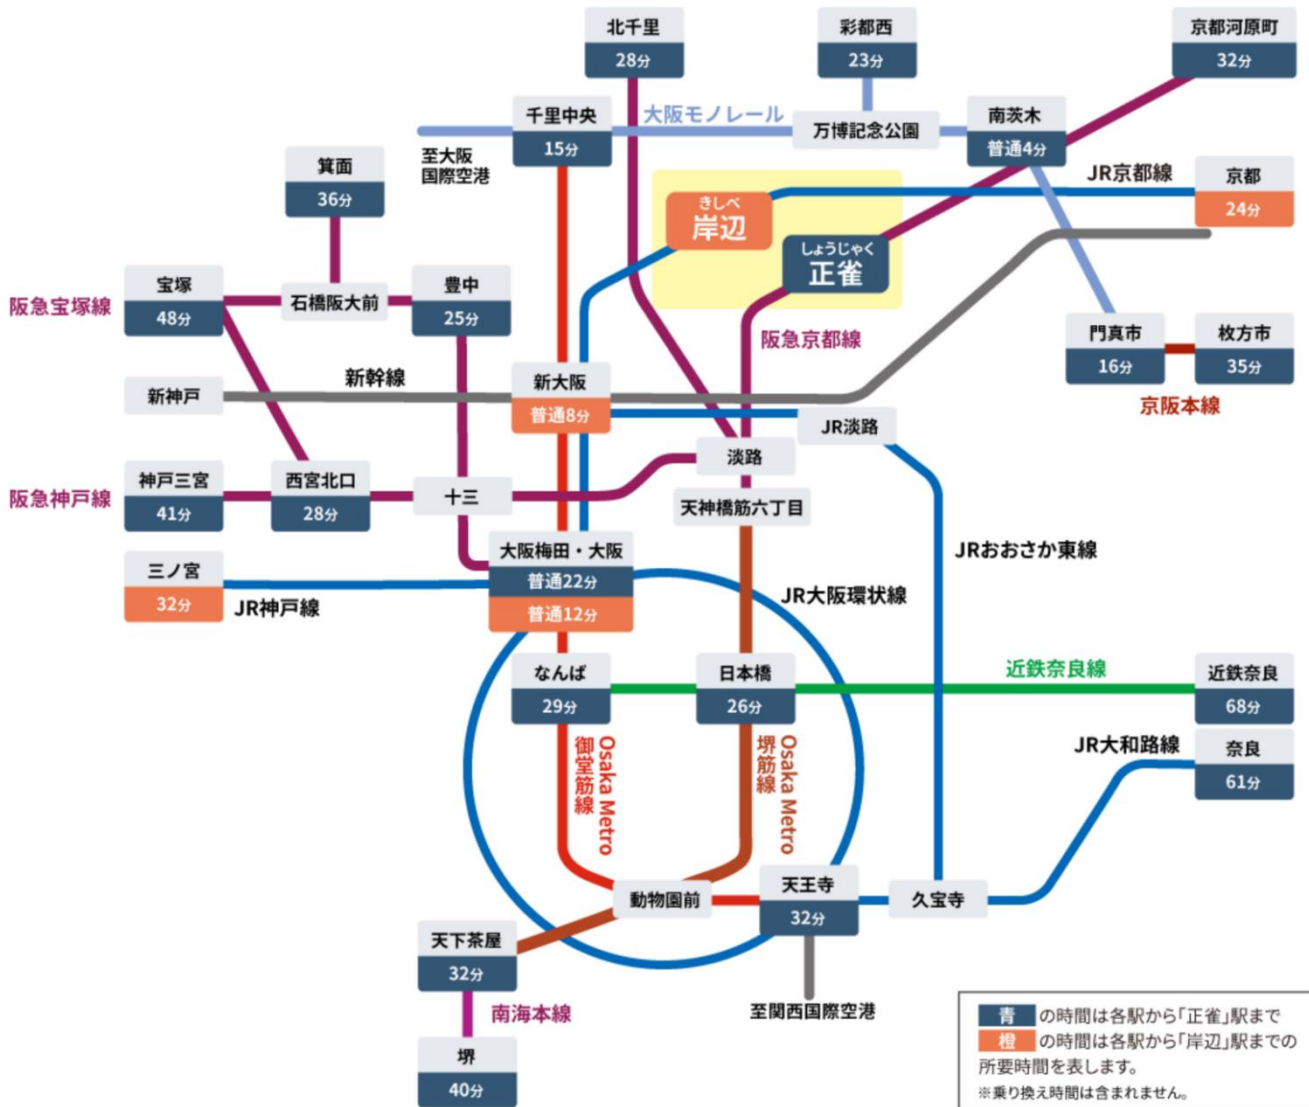 北千里
28分
彩都西
23分
京都河原町
32分
千里中央
15分
大阪モノレール
万博記念公園
南茨木
普通4分
至大阪
国際空港
箕面
36分
JR京都線
京都
24分
きしべ
岸辺
しょうじゃく
正雀
阪急宝塚線
宝塚
48分
石橋阪大前
豊中
25分
阪急京都線
門真市
16分
枚方市
35分
京阪本線
新神戸
新幹線
新大阪
普通8分
JR淡路
淡路
阪急神戸線
神戸三宮
41分
西宮北口
28分
十三
天神橋筋六丁目
三ノ宮
32分
JR神戸線
大阪梅田・大阪
普通22分
普通12分
JR大阪環状線
JRおおさか東線
なんば
29分
日本橋
26分
近鉄奈良線
近鉄奈良
68分
Osaka Metro
御堂筋線
Osaka Metro
堺筋線
JR大和路線
奈良
61分
動物園前
天王寺
32分
久宝寺
天下茶屋
32分
南海本線
至関西国際空港
堺
40分
青 の時間は各駅から「正雀」駅まで
橙 の時間は各駅から「岸辺」駅までの
所要時間を表します。
※乗り換え時間は含まれません。